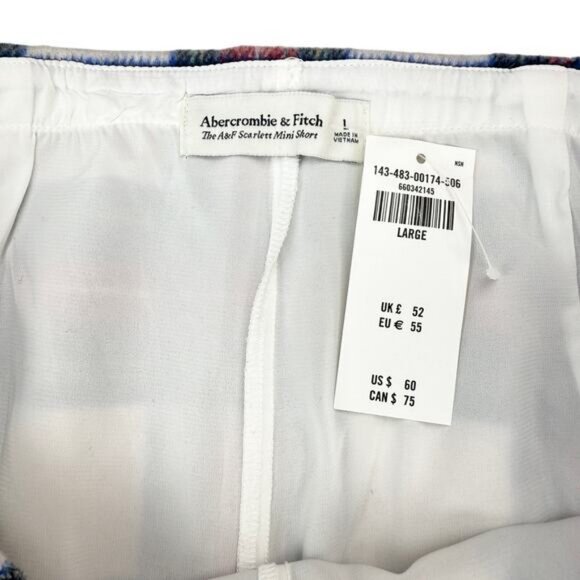 Abercrombie & Fitch
The A&F Scarlett Mini Short
L
MADE IN
VIETNAM
NSN
143-483-00174-506
660342145
LARGE
UK £ 52
EU € 55
US $ 60
CAN $ 75